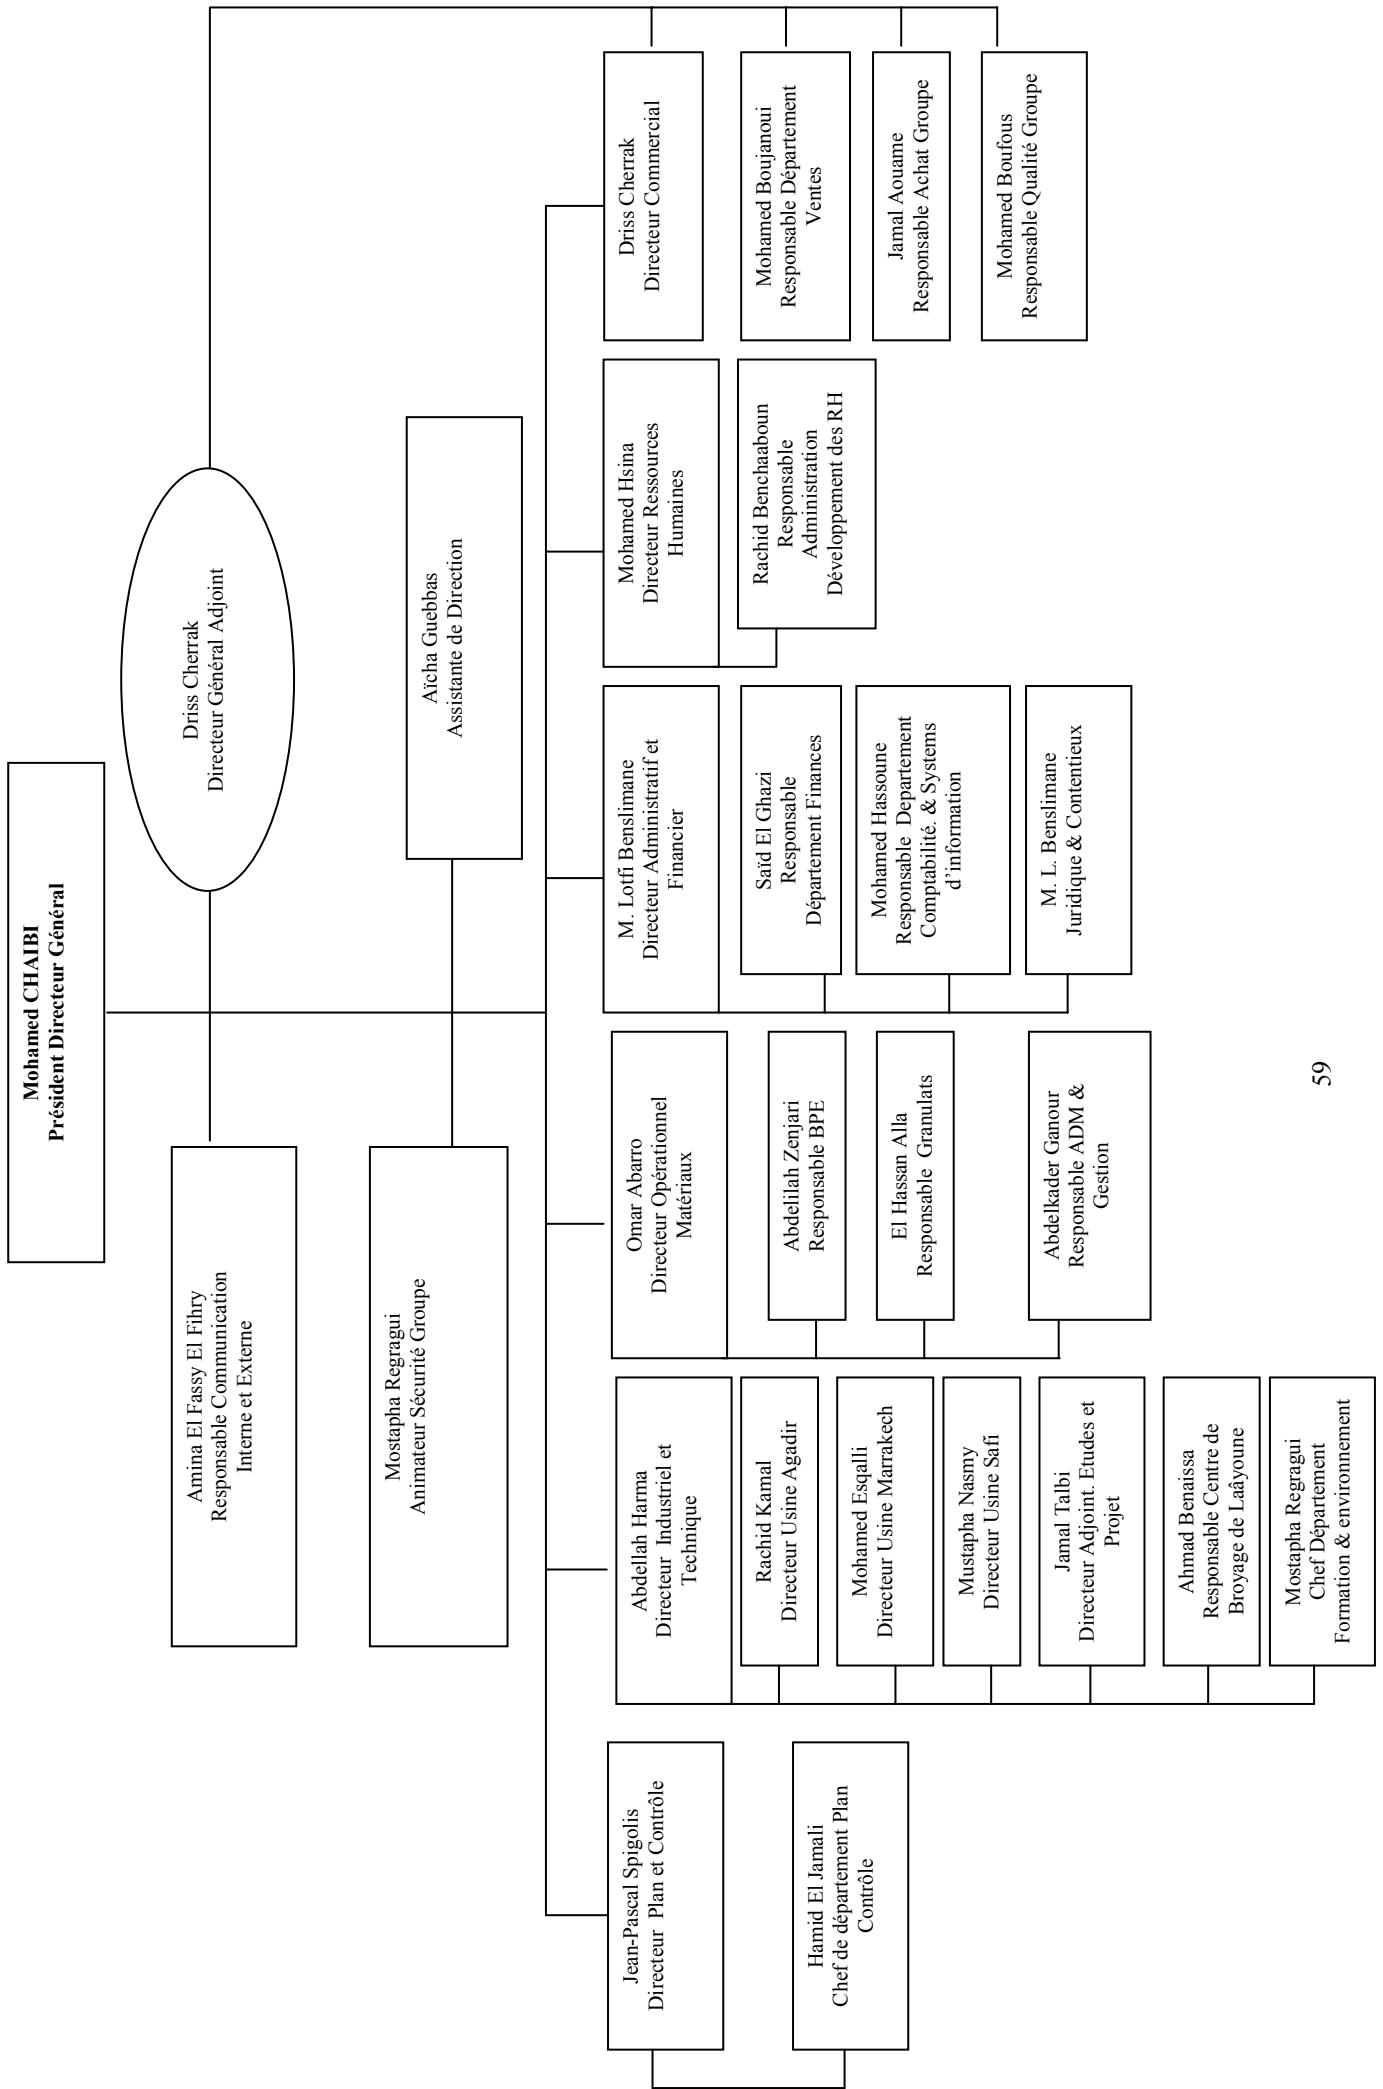 Mohamed CHAIBI
Président Directeur Général
Driss Cherrak
Directeur Général Adjoint
Amina El Fassy El Fihry
Responsable Communication
Interne et Externe
Mostapha Regragui
Animateur Sécurité Groupe
Aïcha Guebbas
Assistante de Direction
Jean-Pascal Spigolis
Directeur Plan et Contrôle
Hamid El Jamali
Chef de département Plan
Contrôle
Abdellah Harma
Directeur Industriel et
Technique
Rachid Kamal
Directeur Usine Agadir
Mohamed Esqalli
Directeur Usine Marrakech
Mustapha Nasmy
Directeur Usine Safi
Jamal Talbi
Directeur Adjoint. Etudes et
Projet
Ahmad Benaissa
Responsable Centre de
Broyage de Laâyoune
Mostapha Regragui
Chef Département
Formation & environnement
Omar Abarro
Directeur Opérationnel
Matériaux
Abdelilah Zenjari
Responsable BPE
El Hassan Alla
Responsable Granulats
Abdelkader Ganour
Responsable ADM &
Gestion
M. Lotfi Benslimane
Directeur Administratif et
Financier
Saïd El Ghazi
Responsable
Département Finances
Mohamed Hassoune
Responsable Departement
Comptabilité. & Systems
d’information
M. L. Benslimane
Juridique & Contentieux
Mohamed Hsina
Directeur Ressources
Humaines
Rachid Benchaaboun
Responsable
Administration
Développement des RH
Driss Cherrak
Directeur Commercial
Mohamed Boujanoui
Responsable Département
Ventes
Jamal Aouame
Responsable Achat Groupe
Mohamed Boufous
Responsable Qualité Groupe
59